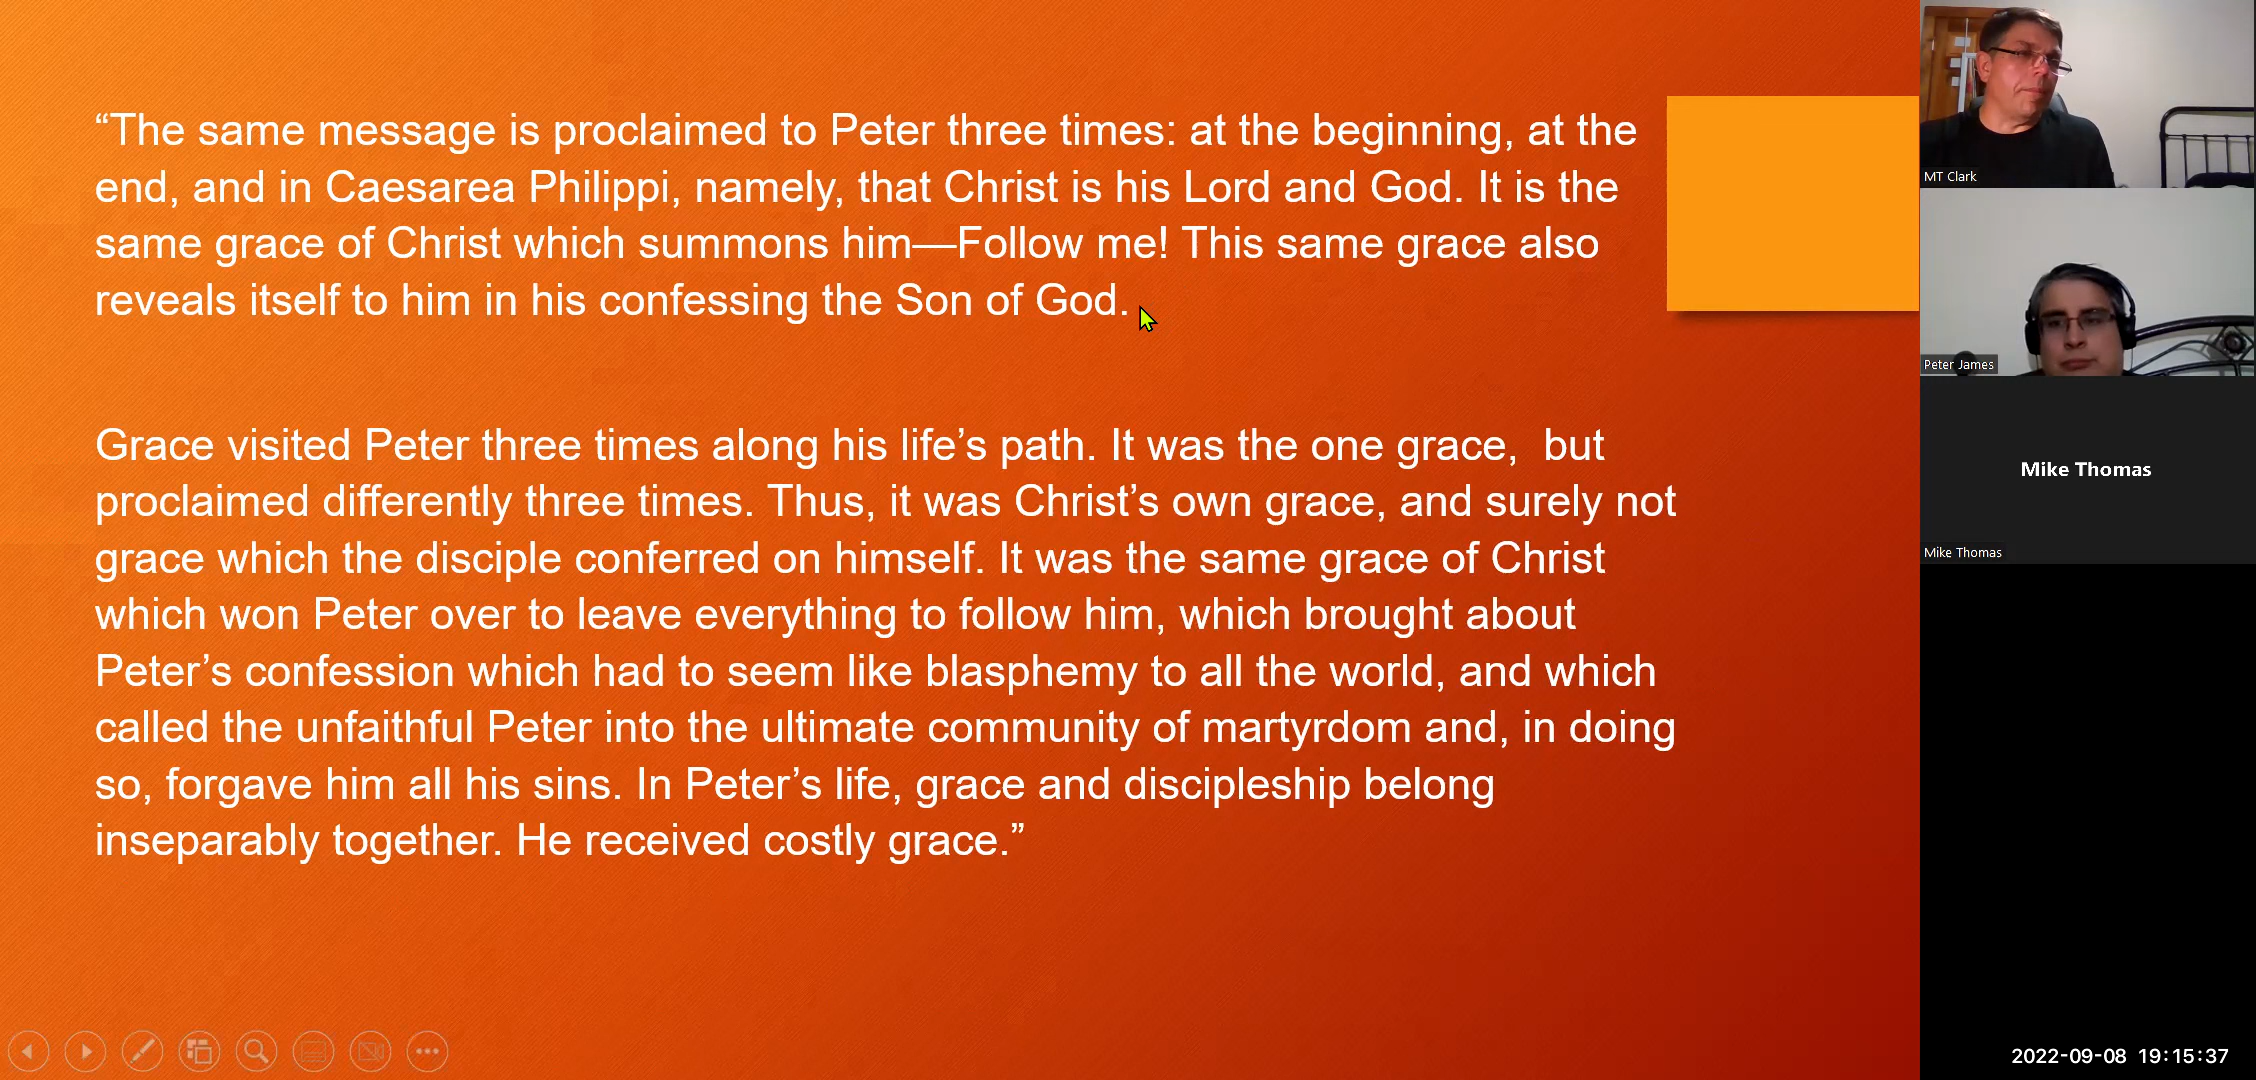 “The same message is proclaimed to Peter three times: at the beginning, at the
end, and in Caesarea Philippi, namely, that Christ is his Lord and God. It is the
same grace of Christ which summons him—Follow me! This same grace also
reveals itself to him in his confessing the Son of God.
Grace visited Peter three times along his life’s path. It was the one grace,  but
proclaimed differently three times. Thus, it was Christ’s own grace, and surely not
grace which the disciple conferred on himself. It was the same grace of Christ
which won Peter over to leave everything to follow him, which brought about
Peter’s confession which had to seem like blasphemy to all the world, and which
called the unfaithful Peter into the ultimate community of martyrdom and, in doing
so, forgave him all his sins. In Peter’s life, grace and discipleship belong
inseparably together. He received costly grace.”
MT Clark
Peter James
Mike Thomas
Mike Thomas
2022-09-08 19:15:37